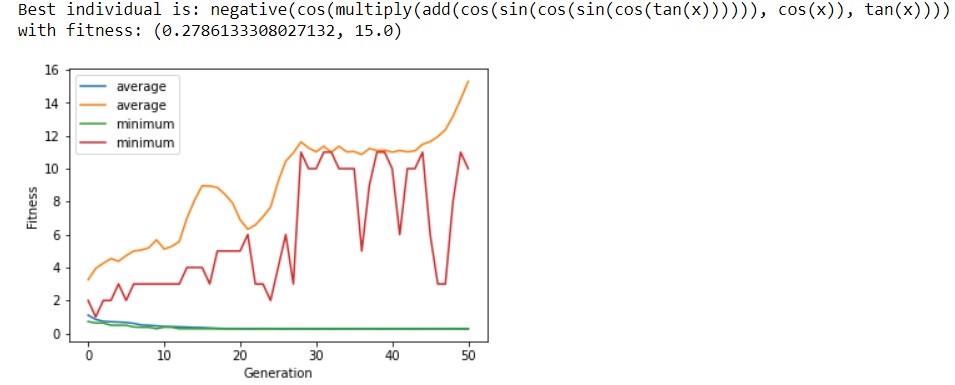 Best individual is: negative(cos(multiply(add(cos(sin(cos(sin(cos(tan(x)))))), cos(x)), tan(x))))
with fitness: (0.2786133308027132, 15.0)
16
14
12
10
8
6
4
2
0
Fitness
average
average
minimum
minimum
0 10 20 30 40 50
Generation